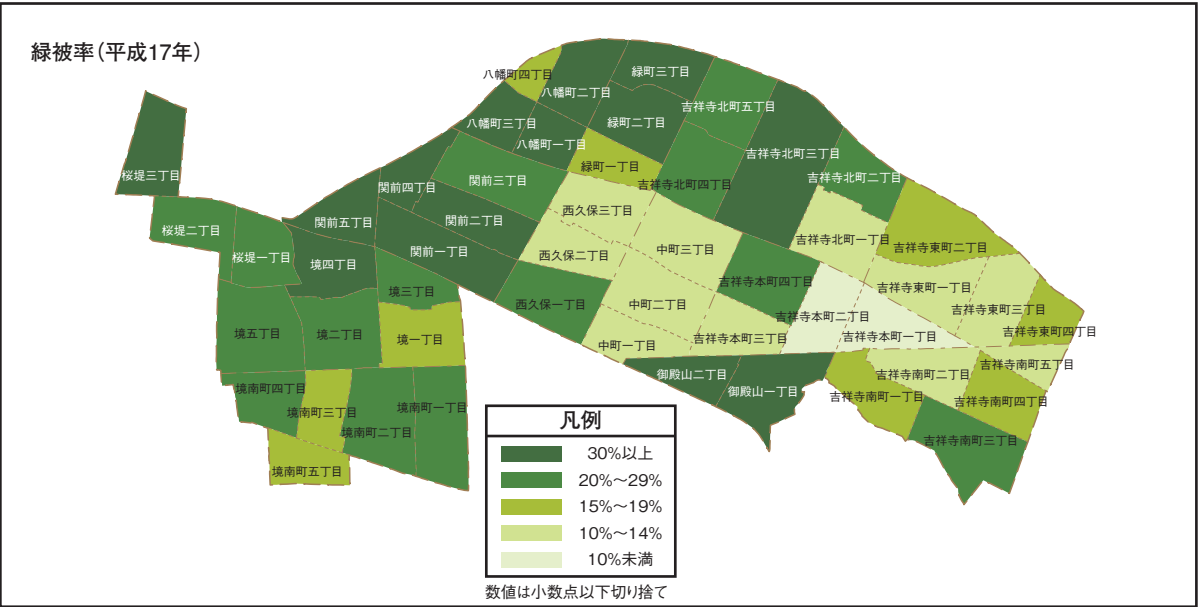 緑被率(平成17年)
八幡町四丁目
緑町三丁目
八幡町二丁目
吉祥寺北町五丁目
八幡町三丁目
緑町二丁目
八幡町一丁目
吉祥寺北町三丁目
緑町一丁目
桜堤三丁目
関前四丁目
関前三丁目
吉祥寺北町四丁目
吉祥寺北町二丁目
関前五丁目
関前二丁目
西久保三丁目
桜堤二丁目
吉祥寺北町一丁目
吉祥寺東町二丁目
桜堤一丁目
境四丁目
関前一丁目
西久保二丁目
中町三丁目
境三丁目
吉祥寺本町四丁目
吉祥寺東町一丁目
西久保一丁目
中町二丁目
吉祥寺東町三丁目
吉祥寺本町二丁目
境五丁目
境二丁目
境一丁目
中町一丁目
吉祥寺本町三丁目
吉祥寺本町一丁目
吉祥寺東町四丁目
御殿山二丁目
吉祥寺南町二丁目
吉祥寺南町五丁目
境南町四丁目
御殿山一丁目
吉祥寺南町一丁目
吉祥寺南町四丁目
境南町三丁目
境南町一丁目
境南町二丁目
吉祥寺南町三丁目
境南町五丁目
凡例
30%以上
20%~29%
15%~19%
10%~14%
10%未満
数値は小数点以下切り捨て